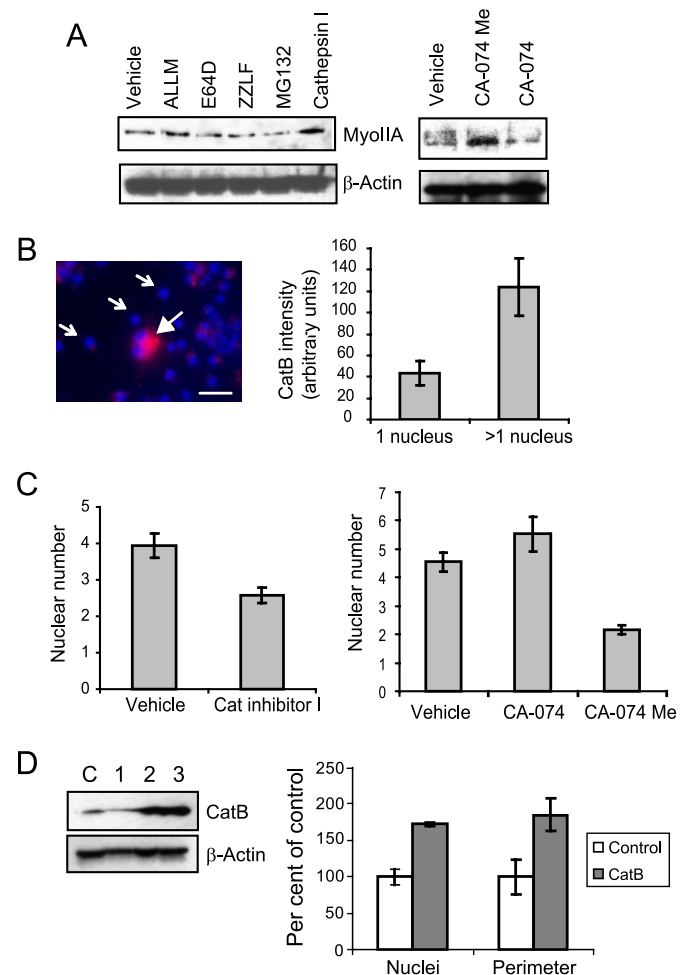 A
Vehicle
ALLM
E64D
ZZLF
MG132
Cathepsin I
Vehicle
CA-074 Me
CA-074
MyoIIA
β-Actin
B
CatB intensity
(arbitrary units)
160
140
120
100
80
60
40
20
0
1 nucleus
>1 nucleus
C
Nuclear number
5
4
3
2
1
0
Vehicle
Cat inhibitor I
Nuclear number
7
6
5
4
3
2
1
0
Vehicle
CA-074
CA-074 Me
D
C 1 2 3
CatB
β-Actin
Per cent of control
250
200
150
100
50
0
Nuclei
Perimeter
Control
CatB